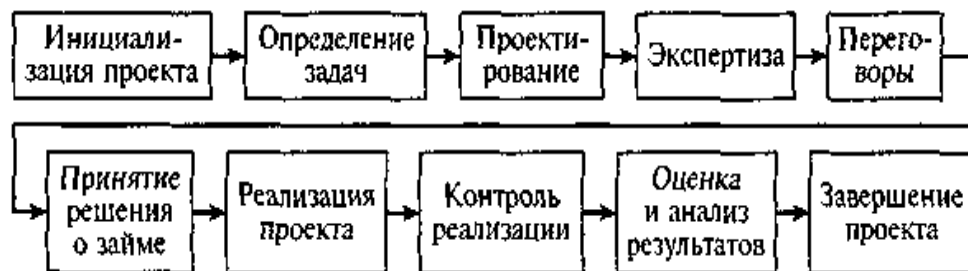 Инициали-
зация проекта
Определение
задач
Проекти-
рование
Экспертиза
Перего-
воры
Принятие
решения
о займе
Реализация
проекта
Контроль
реализации
Оценка
и анализ
результатов
Завершение
проекта